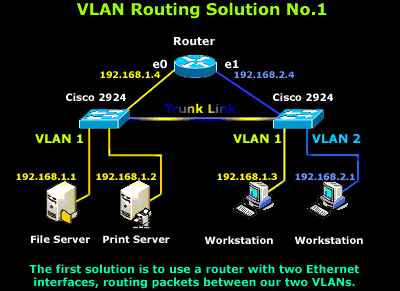 VLAN Routing Solution No.1
Router
e0 e1
192.168.1.4 192.168.2.4
Cisco 2924 Cisco 2924
Trunk Link
VLAN 1 VLAN 1 VLAN 2
192.168.1.1 192.168.1.2 192.168.1.3 192.168.2.1
File Server Print Server Workstation Workstation
The first solution is to use a router with two Ethernet
interfaces, routing packets between our two VLANs.